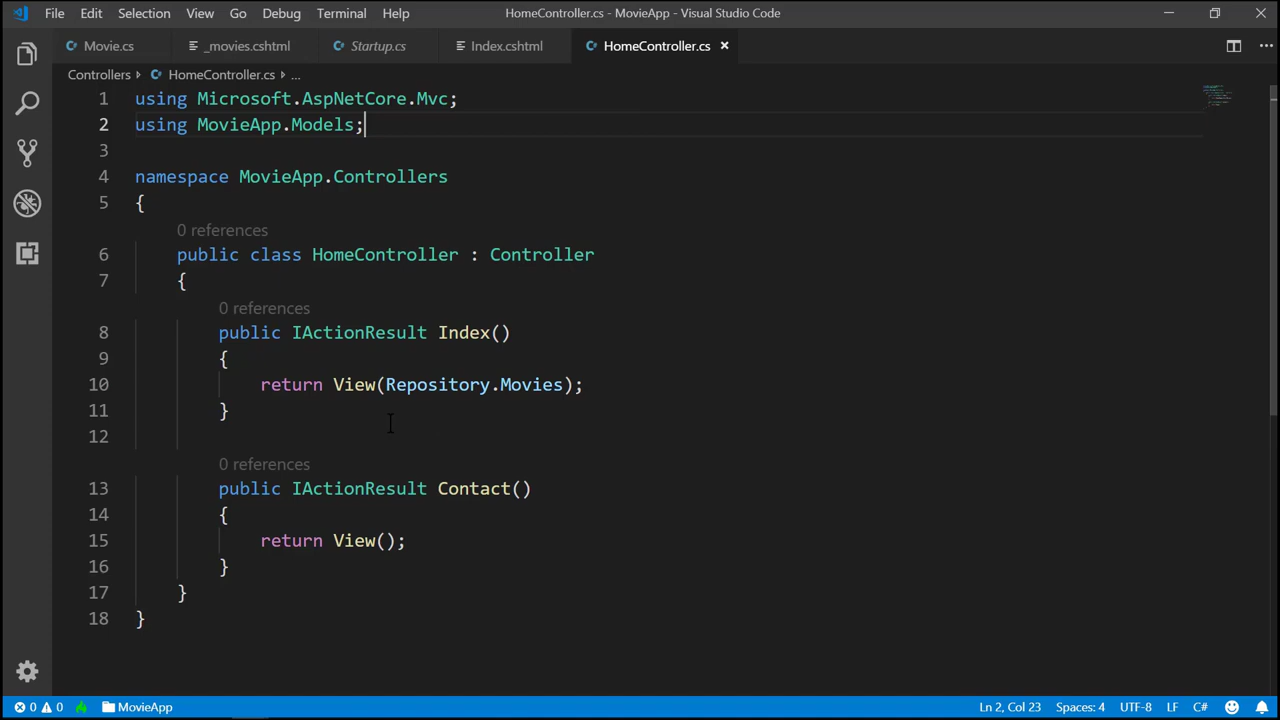 File Edit Selection View Go Debug Terminal Help HomeController.cs - MovieApp - Visual Studio Code
Movie.cs _movies.cshtml Startup.cs Index.cshtml HomeController.cs
Controllers HomeController.cs ...
1 using Microsoft.AspNetCore.Mvc;
2 using MovieApp.Models;
3
4 namespace MovieApp.Controllers
5 {
0 references
6 public class HomeController : Controller
7 {
0 references
8 public IActionResult Index()
9 {
10 return View(Repository.Movies);
11 }
12
0 references
13 public IActionResult Contact()
14 {
15 return View();
16 }
17 }
18 }
0 0 MovieApp Ln 2, Col 23 Spaces: 4 UTF-8 LF C#